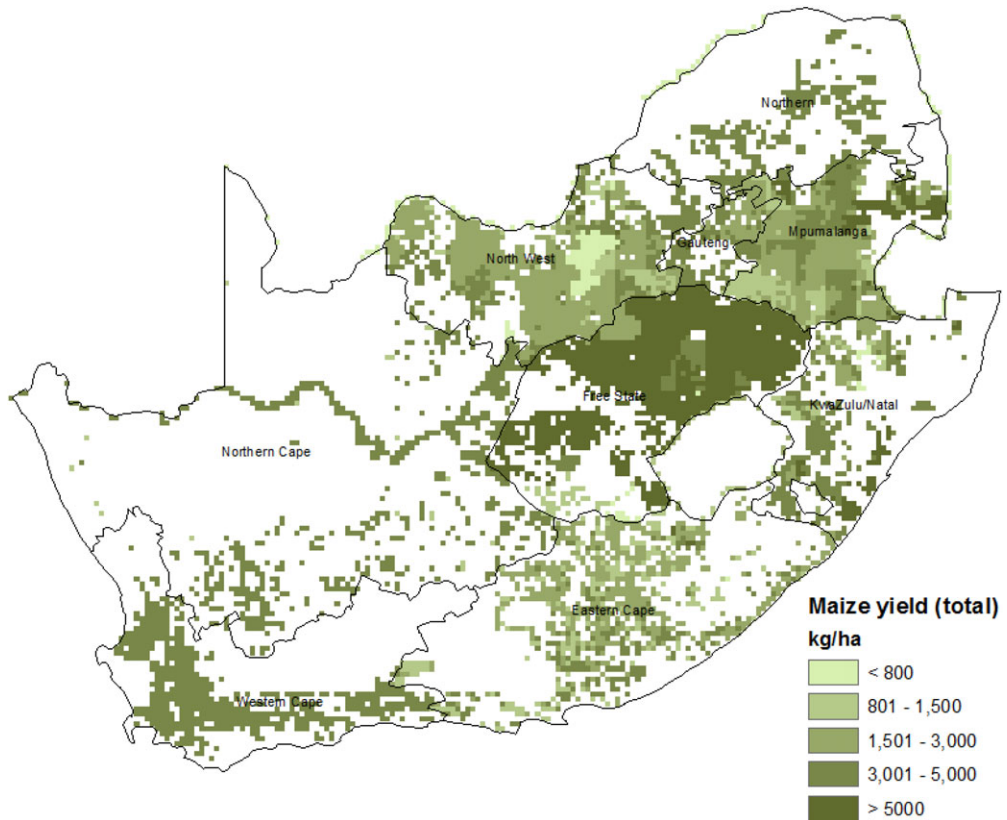 Northern
Mpumalanga
Gauteng
North West
Free State
KwaZulu/Natal
Northern Cape
Eastern Cape
Western Cape
Maize yield (total)
kg/ha
< 800
801 - 1,500
1,501 - 3,000
3,001 - 5,000
> 5000